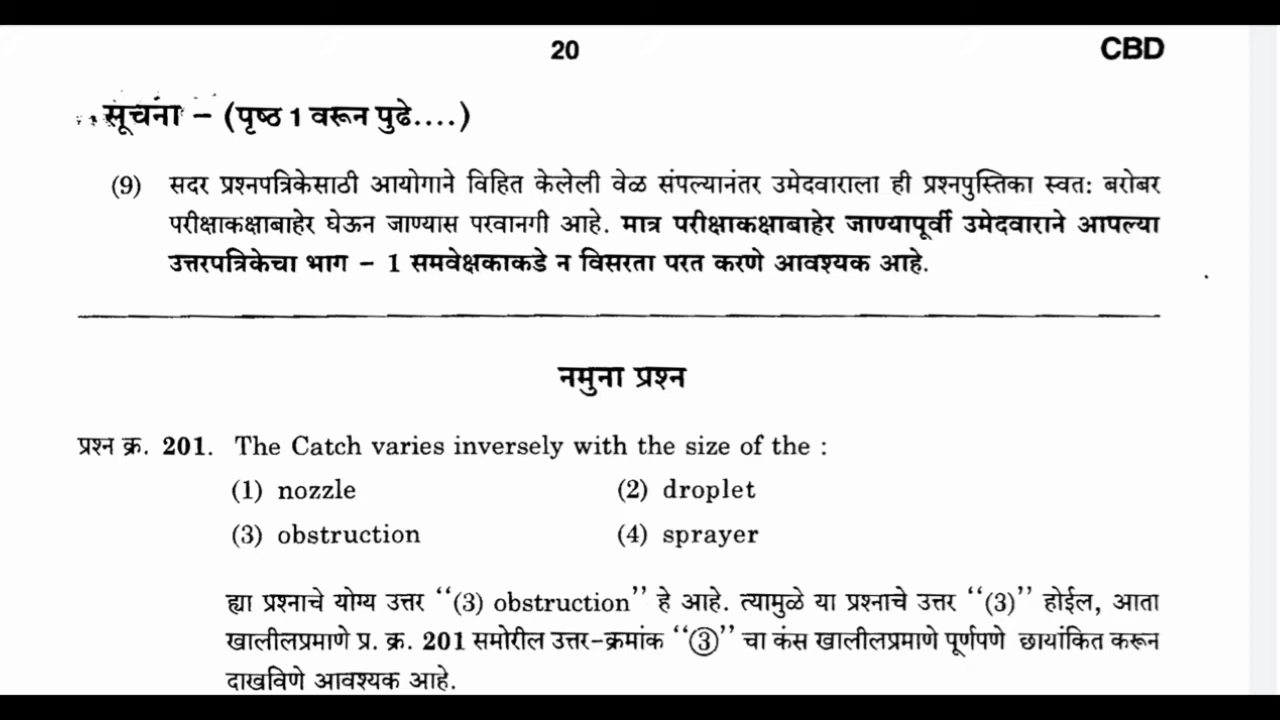 20 CBD
सूचना – (पृष्ठ 1 वरून पुढे....)
(9) सदर प्रश्नपत्रिकेसाठी आयोगाने विहित केलेली वेळ संपल्यानंतर उमेदवाराला ही प्रश्नपुस्तिका स्वतः बरोबर
परीक्षाकक्षाबाहेर घेऊन जाण्यास परवानगी आहे. मात्र परीक्षाकक्षाबाहेर जाण्यापूर्वी उमेदवाराने आपल्या
उत्तरपत्रिकेचा भाग – 1 समवेक्षकाकडे न विसरता परत करणे आवश्यक आहे.
नमुना प्रश्न
प्रश्न क्र. 201. The Catch varies inversely with the size of the :
(1) nozzle (2) droplet
(3) obstruction (4) sprayer
ह्या प्रश्नाचे योग्य उत्तर “(3) obstruction” हे आहे. त्यामुळे या प्रश्नाचे उत्तर “(3)” होईल, आता
खालीलप्रमाणे प्र. क्र. 201 समोरील उत्तर–क्रमांक “③” चा कंस खालीलप्रमाणे पूर्णपणे छायांकित करून
दाखविणे आवश्यक आहे.